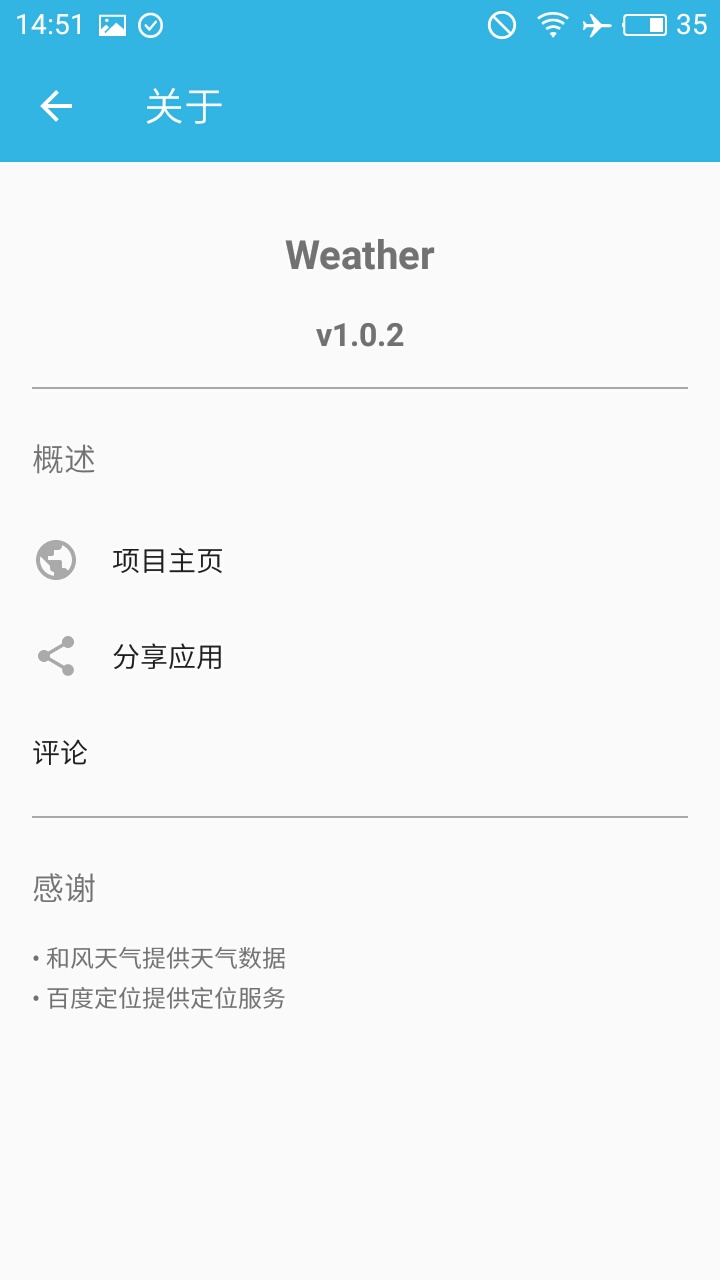 14:51 35
关于
Weather
v1.0.2
概述
项目主页
分享应用
评论
感谢
• 和风天气提供天气数据
• 百度定位提供定位服务